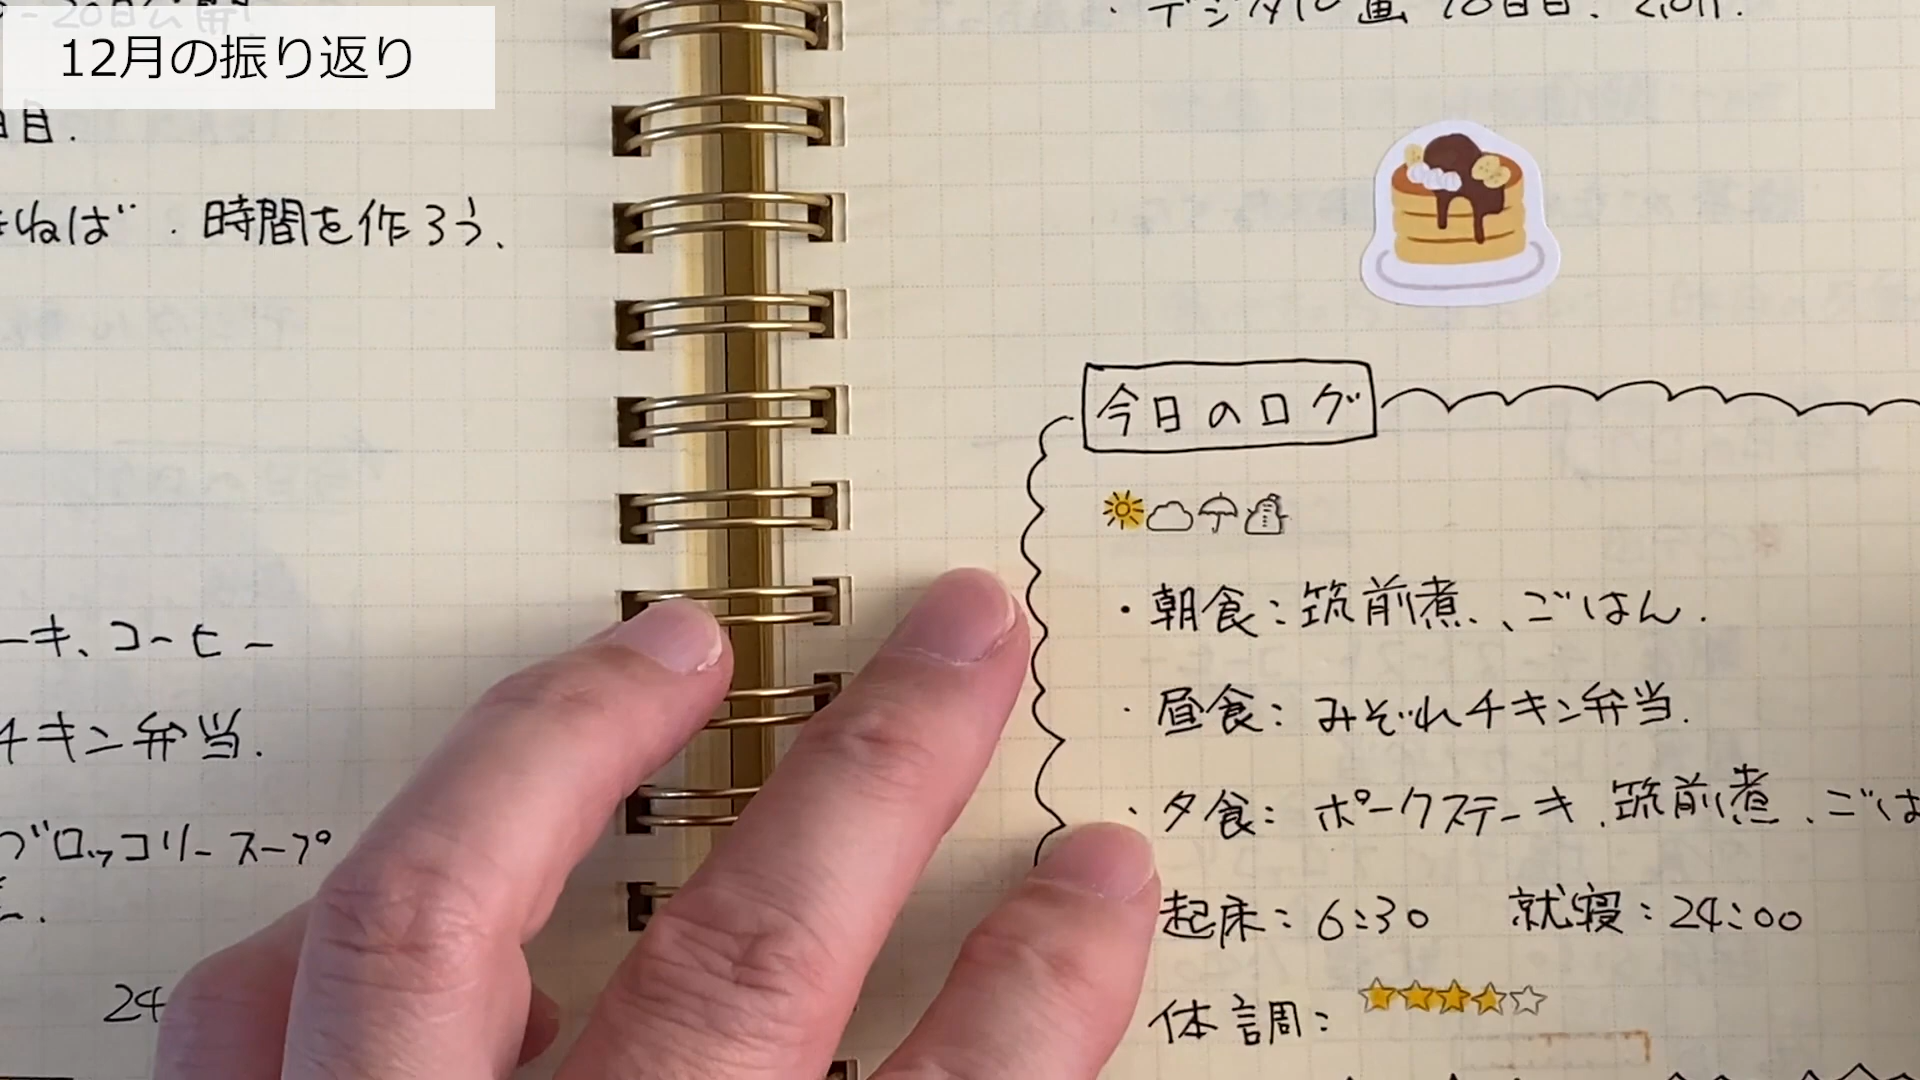 12月の振り返り
日目.
ねば. 時間を作ろう.
ーキ、コーヒー
チキン弁当.
ブロッコリースープ
24
今日のログ
・朝食：筑前煮、ごはん.
・昼食：みぞれチキン弁当.
・夕食：ポークステーキ、筑前煮、ごは
起床：6:30 就寝：24:00
体調：